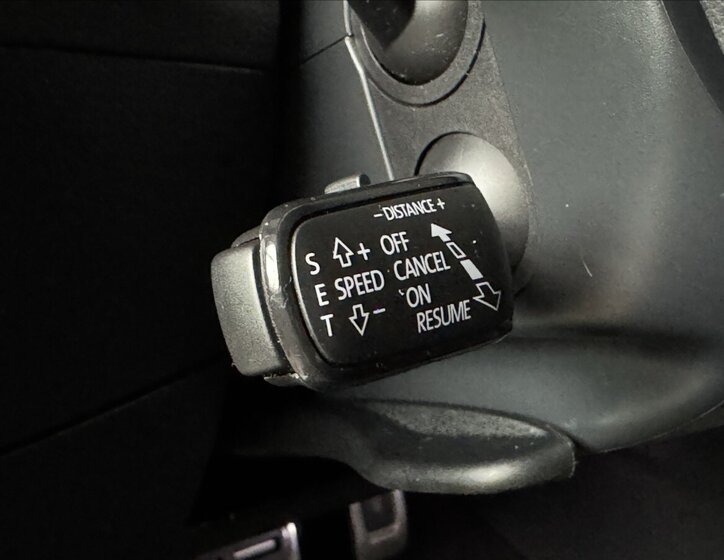 – DISTANCE +
S + OFF
E SPEED CANCEL
T – ON
RESUME